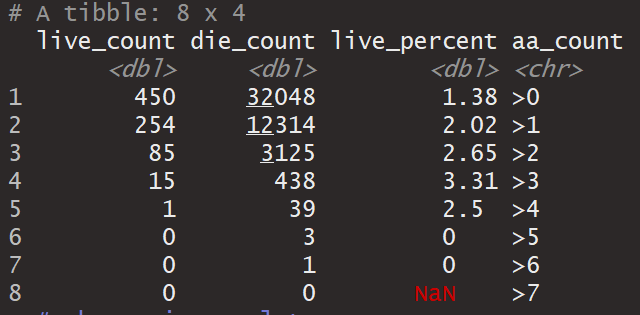 # A tibble: 8 x 4
live_count die_count live_percent aa_count
<dbl> <dbl> <dbl> <chr>
1 450 32048 1.38 >0
2 254 12314 2.02 >1
3 85 3125 2.65 >2
4 15 438 3.31 >3
5 1 39 2.5 >4
6 0 3 0 >5
7 0 1 0 >6
8 0 0 NaN >7